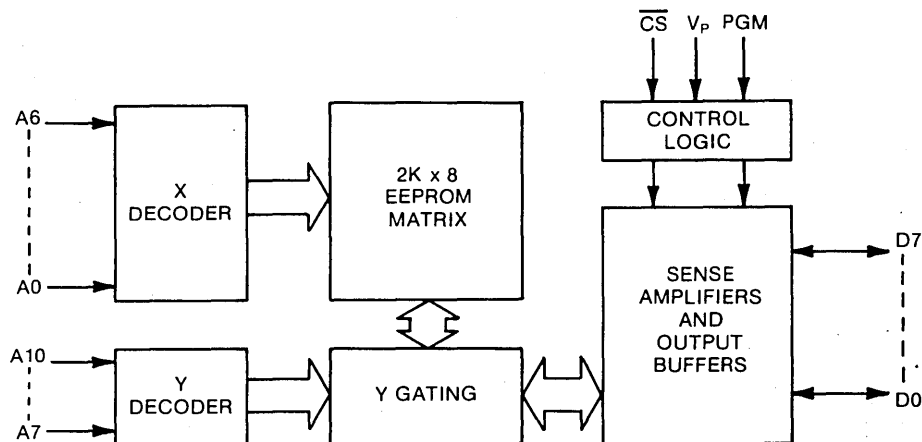 CS VP PGM
CONTROL
LOGIC
A6
A0
X
DECODER
2K x 8
EEPROM
MATRIX
SENSE
AMPLIFIERS
AND
OUTPUT
BUFFERS
D7
D0
A10
A7
Y
DECODER
Y GATING